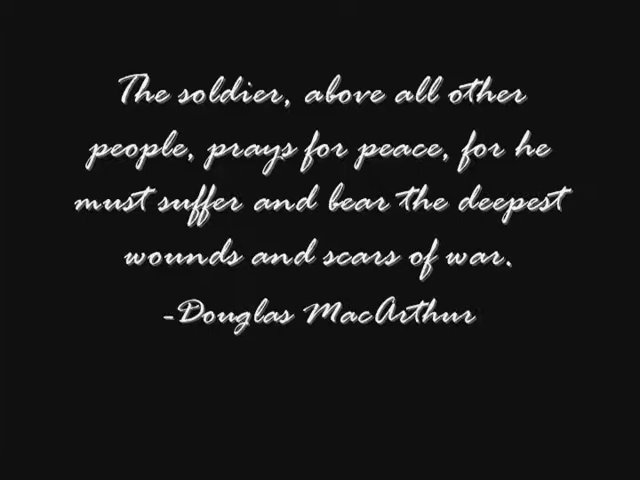 The soldier, above all other
people, prays for peace, for he
must suffer and bear the deepest
wounds and scars of war.
-Douglas MacArthur